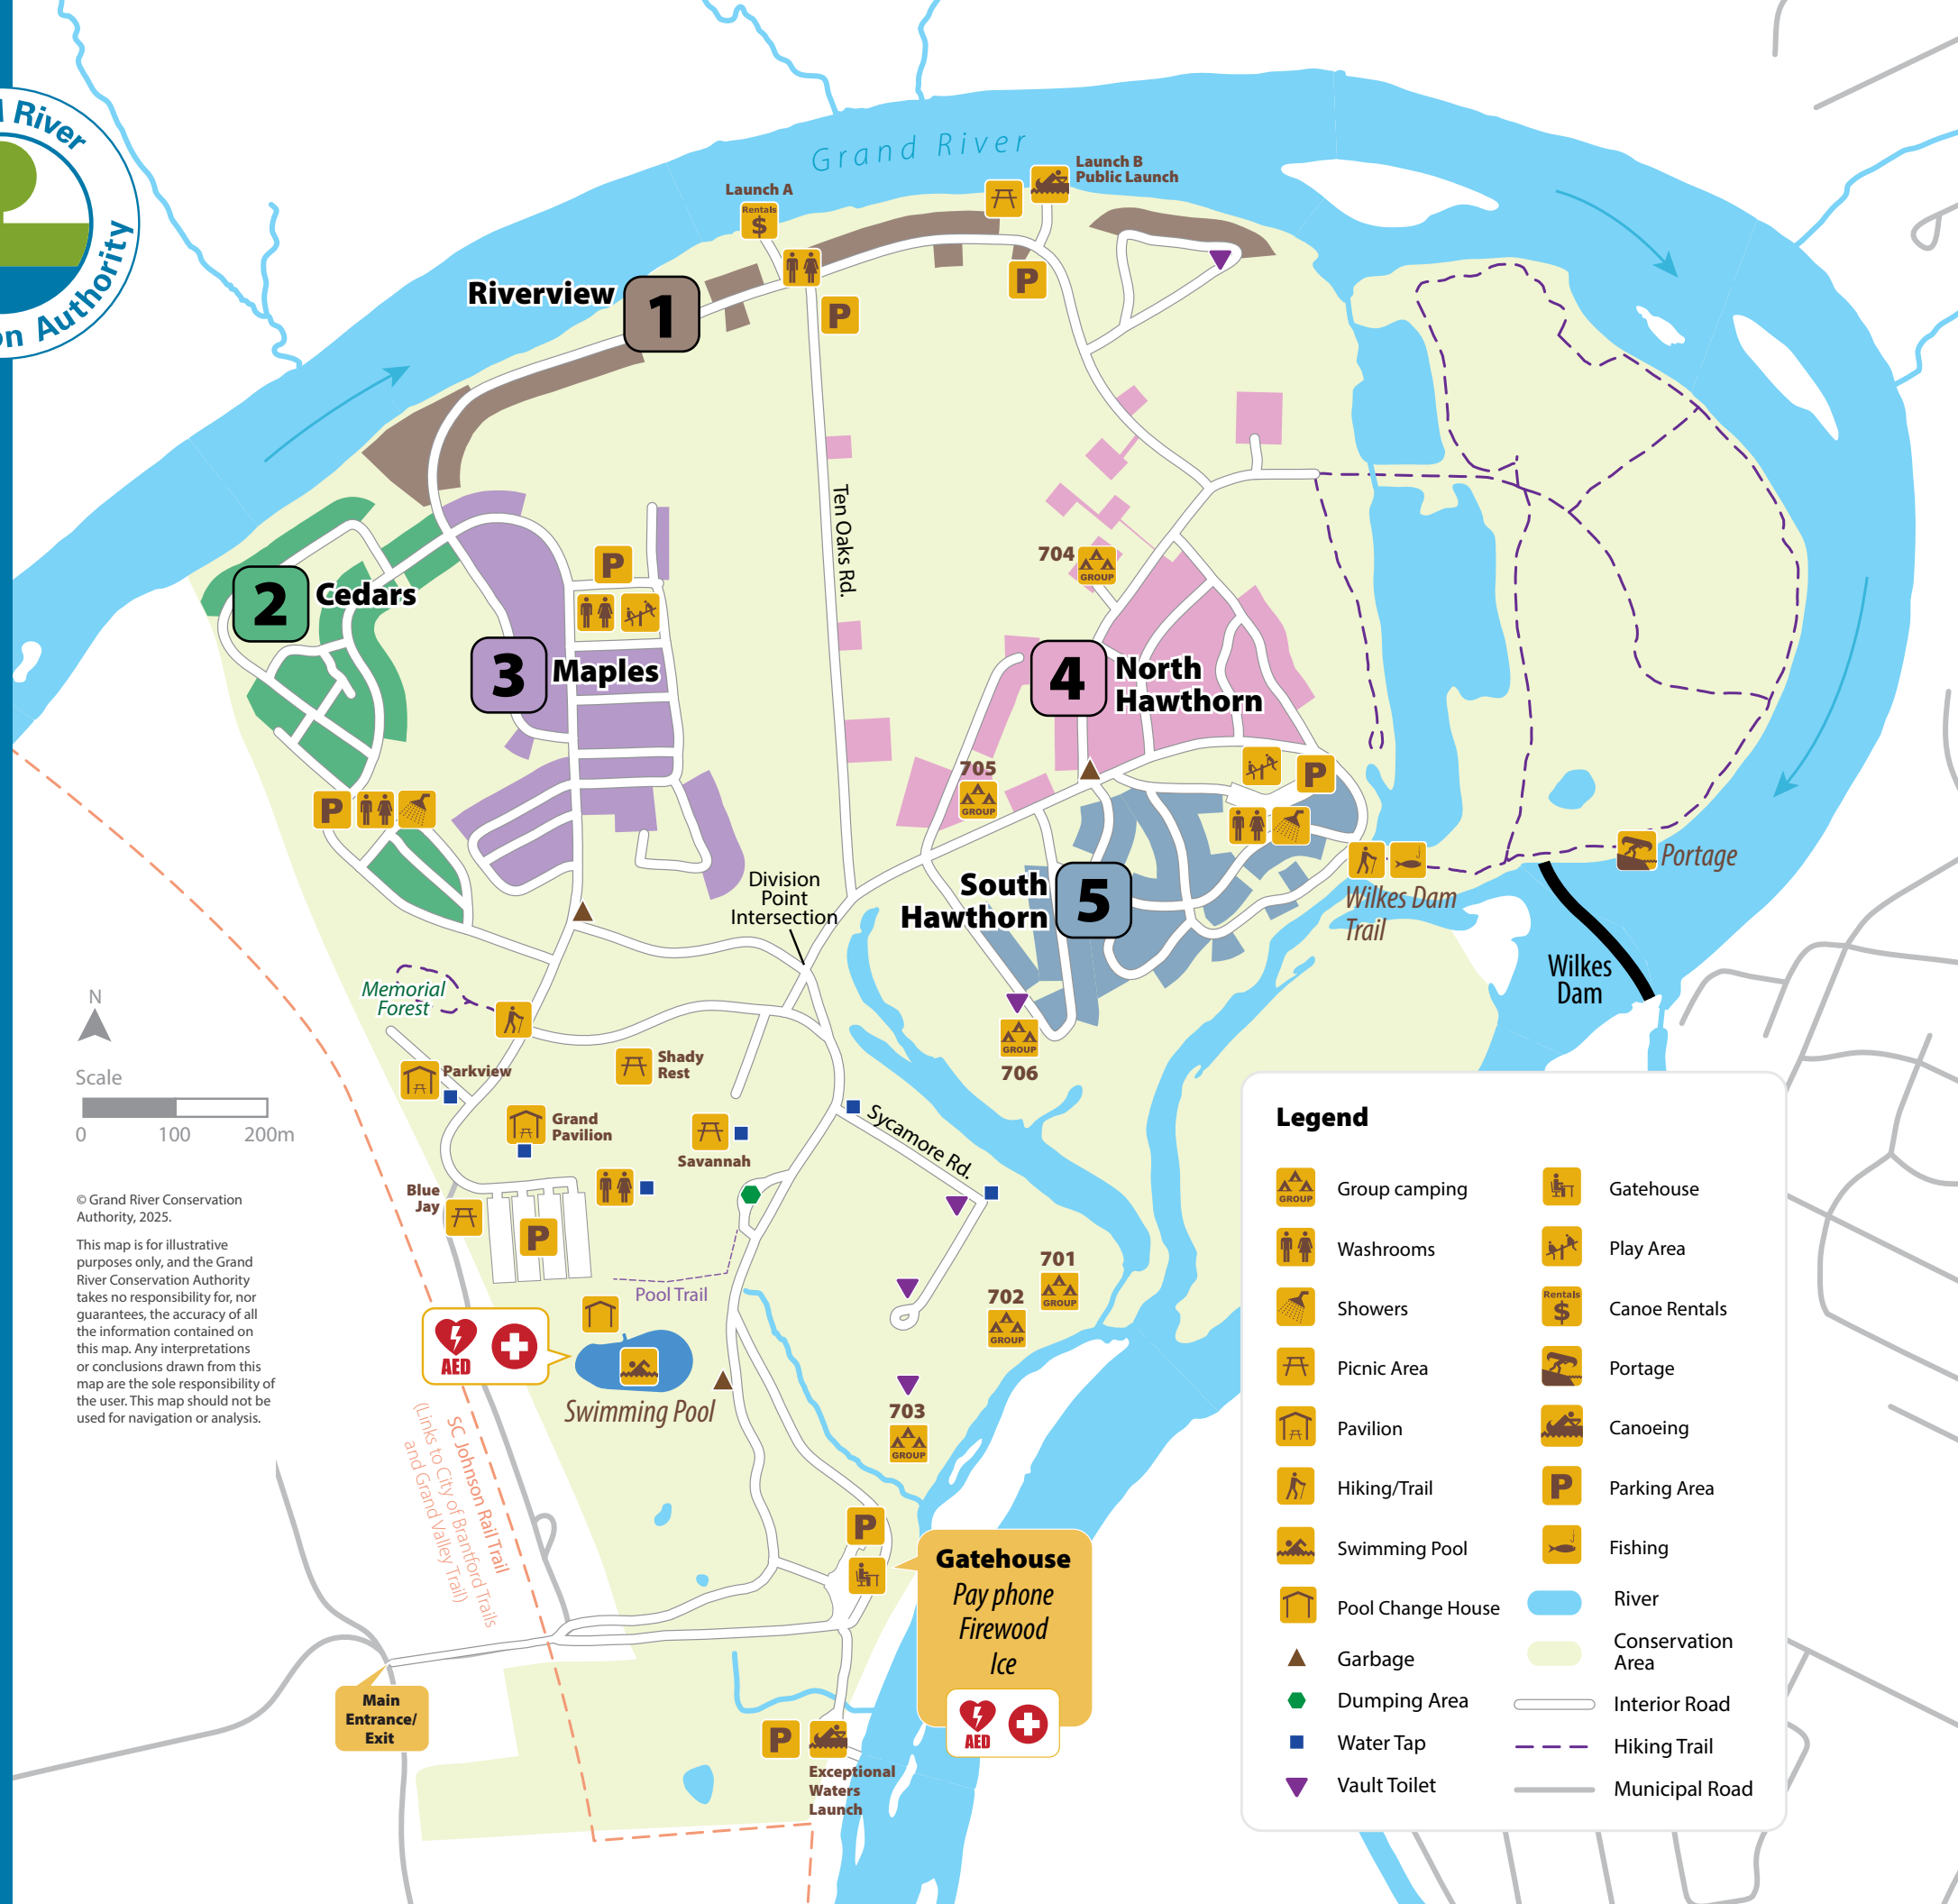 River
on Authority
Grand River
Launch A
Rentals
$
Launch B
Public Launch
P
P
Riverview
1
2
Cedars
P
3
Maples
Ten Oaks Rd.
704
GROUP
4
North
Hawthorn
705
GROUP
P
P
Division
Point
Intersection
South
Hawthorn
5
Wilkes Dam
Trail
Portage
Wilkes
Dam
Memorial
Forest
706
GROUP
N
Scale
0 100 200m
Parkview
Shady
Rest
Grand
Pavilion
Savannah
Sycamore Rd.
Blue
Jay
P
Pool Trail
701
GROUP
702
GROUP
703
GROUP
AED
Swimming Pool
© Grand River Conservation
Authority, 2025.
This map is for illustrative
purposes only, and the Grand
River Conservation Authority
takes no responsibility for, nor
guarantees, the accuracy of all
the information contained on
this map. Any interpretations
or conclusions drawn from this
map are the sole responsibility of
the user. This map should not be
used for navigation or analysis.
SC Johnson Rail Trail
(Links to City of Brantford Trails
and Grand Valley Trail)
P
Gatehouse
Pay phone
Firewood
Ice
AED
Main
Entrance/
Exit
P
Exceptional
Waters
Launch
Legend
GROUP
Group camping
Washrooms
Showers
Picnic Area
Pavilion
Hiking/Trail
Swimming Pool
Pool Change House
Garbage
Dumping Area
Water Tap
Vault Toilet
Gatehouse
Play Area
Rentals
$
Canoe Rentals
Portage
Canoeing
P
Parking Area
Fishing
River
Conservation
Area
Interior Road
Hiking Trail
Municipal Road